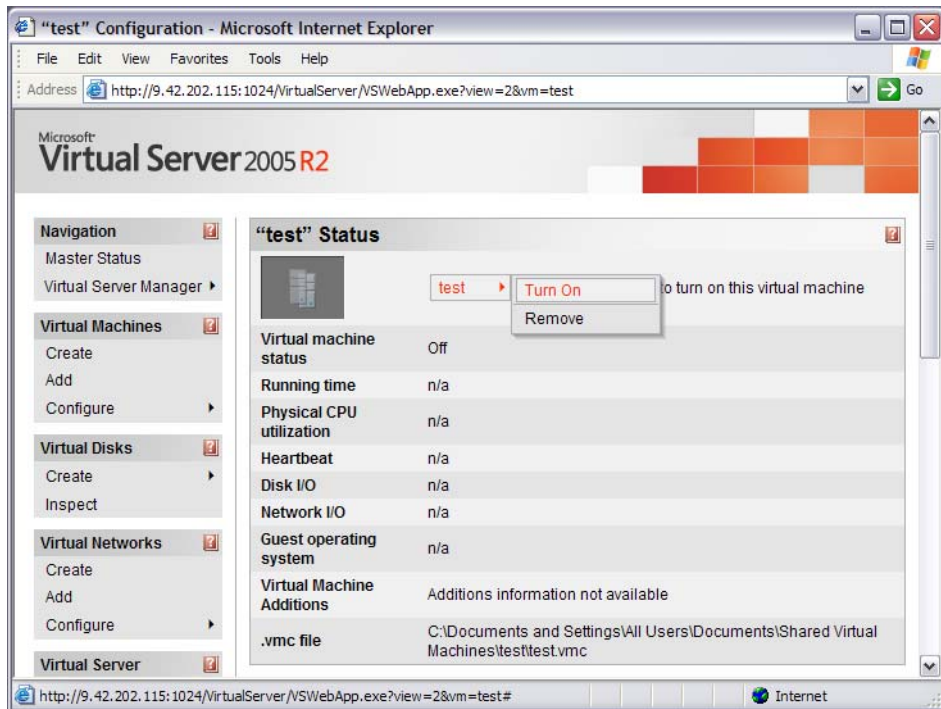 “test” Configuration - Microsoft Internet Explorer
File Edit View Favorites Tools Help
Address http://9.42.202.115:1024/VirtualServer/VSWebApp.exe?view=2&vm=test Go
Microsoft
Virtual Server 2005 R2
Navigation
Master Status
Virtual Server Manager
Virtual Machines
Create
Add
Configure
Virtual Disks
Create
Inspect
Virtual Networks
Create
Add
Configure
Virtual Server
“test” Status
test
Turn On
Remove
to turn on this virtual machine
Virtual machine
status
Off
Running time n/a
Physical CPU
utilization
n/a
Heartbeat n/a
Disk I/O n/a
Network I/O n/a
Guest operating
system
n/a
Virtual Machine
Additions
Additions information not available
.vmc file
C:\Documents and Settings\All Users\Documents\Shared Virtual
Machines\test\test.vmc
http://9.42.202.115:1024/VirtualServer/VSWebApp.exe?view=2&vm=test#
Internet